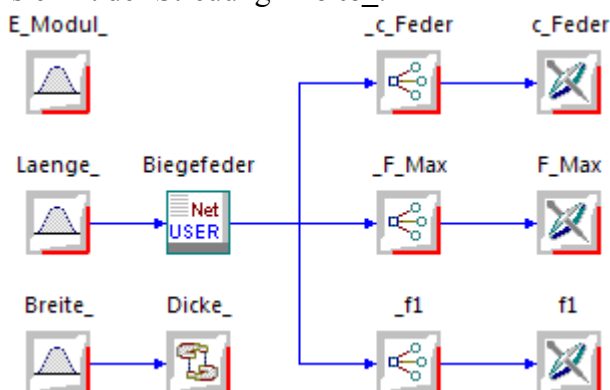 E_Modul_ _c_Feder c_Feder
Laenge_ Biegefeder _F_Max F_Max
Net
USER
Breite_ Dicke_ _f1 f1